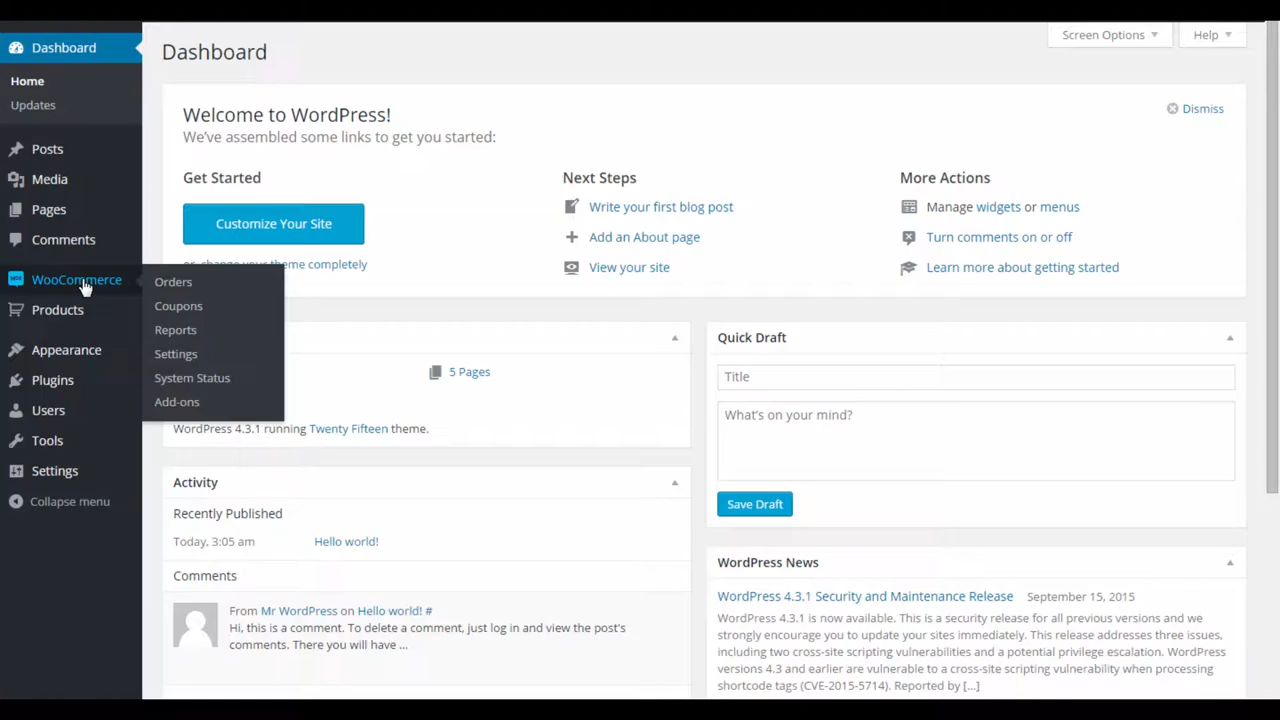 Dashboard
Home
Updates
Posts
Media
Pages
Comments
WooCommerce
Products
Appearance
Plugins
Users
Tools
Settings
Collapse menu
Orders
Coupons
Reports
Settings
System Status
Add-ons
Screen Options
Help
Dashboard
Welcome to WordPress!
Dismiss
We've assembled some links to get you started:
Get Started
Customize Your Site
or, change your theme completely
Next Steps
Write your first blog post
Add an About page
View your site
More Actions
Manage widgets or menus
Turn comments on or off
Learn more about getting started
5 Pages
WordPress 4.3.1 running Twenty Fifteen theme.
Activity
Recently Published
Today, 3:05 am Hello world!
Comments
From Mr WordPress on Hello world! #
Hi, this is a comment. To delete a comment, just log in and view the post's
comments. There you will have ...
Quick Draft
Title
What's on your mind?
Save Draft
WordPress News
WordPress 4.3.1 Security and Maintenance Release September 15, 2015
WordPress 4.3.1 is now available. This is a security release for all previous versions and we
strongly encourage you to update your sites immediately. This release addresses three issues,
including two cross-site scripting vulnerabilities and a potential privilege escalation. WordPress
versions 4.3 and earlier are vulnerable to a cross-site scripting vulnerability when processing
shortcode tags (CVE-2015-5714). Reported by [...]